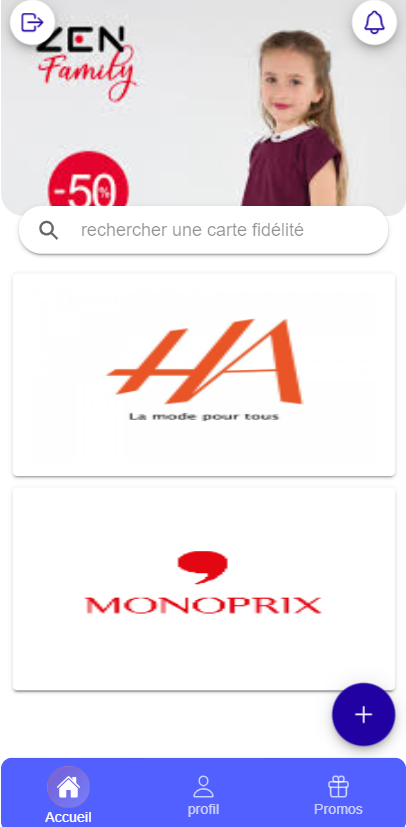 ZEN
Family
-50%
rechercher une carte fidélité
HA
La mode pour tous
MONOPRIX
Accueil
profil
Promos